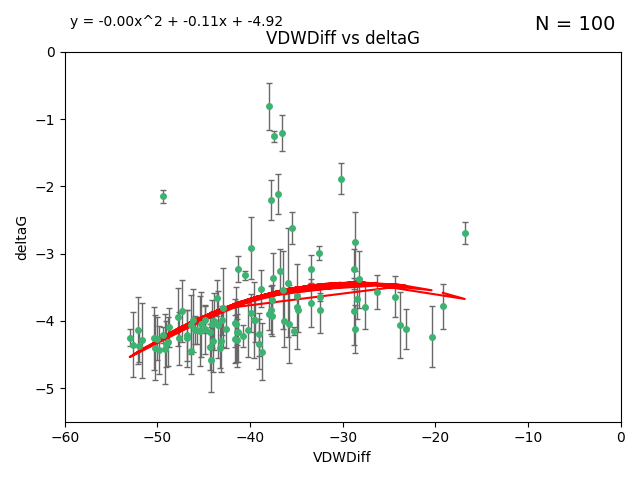 y = -0.00x^2 + -0.11x + -4.92
N = 100
VDWDiff vs deltaG
0
−1
−2
−3
−4
−5
deltaG
−60 −50 −40 −30 −20 −10 0
VDWDiff